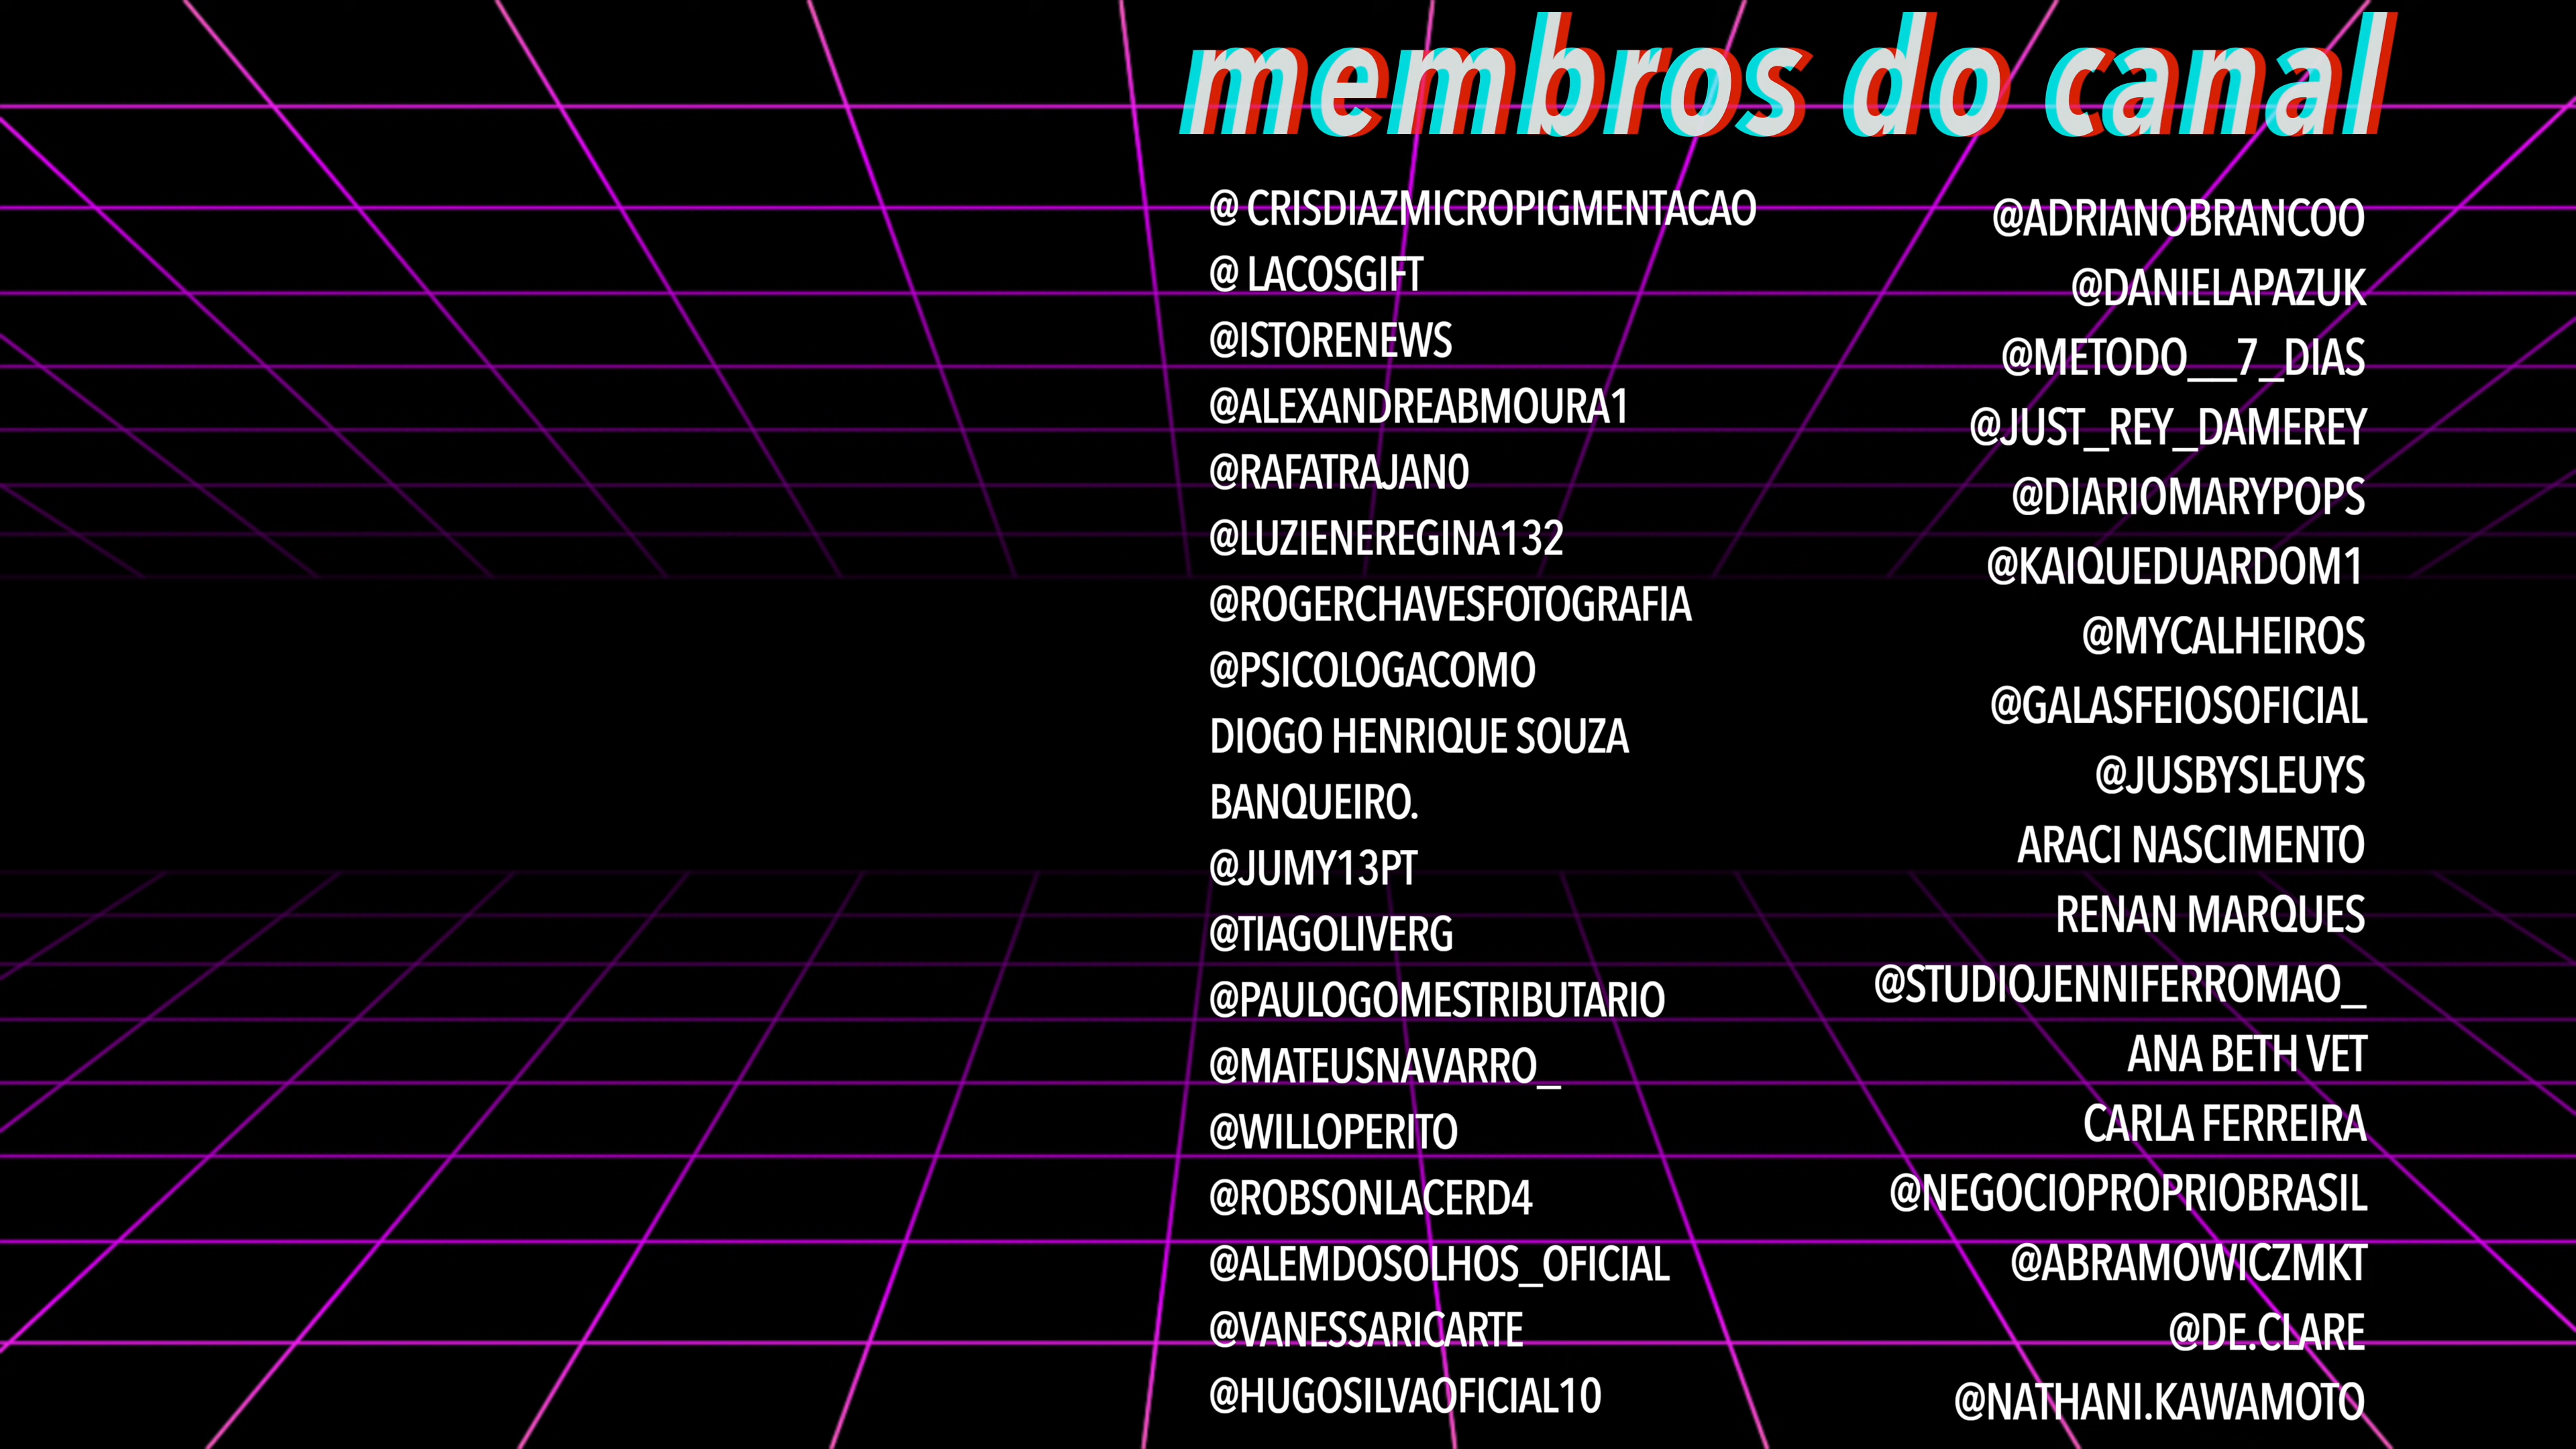 membros do canal
@ CRISDIAZMICROPIGMENTACAO
@ LACOSGIFT
@ISTORENEWS
@ALEXANDREABMOURA1
@RAFATRAJAN0
@LUZIENEREGINA132
@ROGERCHAVESFOTOGRAFIA
@PSICOLOGACOMO
DIOGO HENRIQUE SOUZA
BANQUEIRO.
@JUMY13PT
@TIAGOLIVERG
@PAULOGOMESTRIBUTARIO
@MATEUSNAVARRO_
@WILLOPERITO
@ROBSONLACERD4
@ALEMDOSOLHOS_OFICIAL
@VANESSARICARTE
@HUGOSILVAOFICIAL10
@ADRIANOBRANCOO
@DANIELAPAZUK
@METODO__7_DIAS
@JUST_REY_DAMEREY
@DIARIOMARYPOPS
@KAIQUEDUARDOM1
@MYCALHEIROS
@GALASFEIOSOFICIAL
@JUSBYSLEUYS
ARACI NASCIMENTO
RENAN MARQUES
@STUDIOJENNIFERROMAO_
ANA BETH VET
CARLA FERREIRA
@NEGOCIOPROPRIOBRASIL
@ABRAMOWICZMKT
@DE.CLARE
@NATHANI.KAWAMOTO